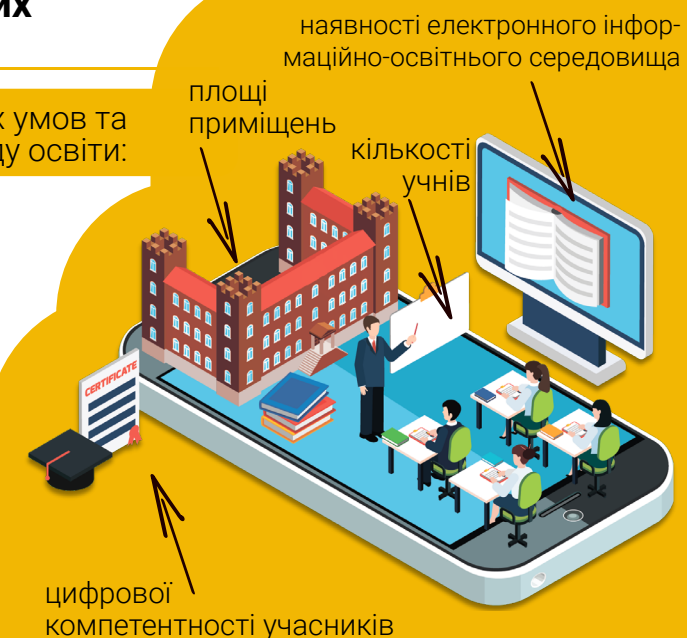 их
наявності електронного інфор-
маційно-освітнього середовища
х умов та
ду освіти:
площі
приміщень
кількості
учнів
CERTIFICATE
цифрової
компетентності учасників